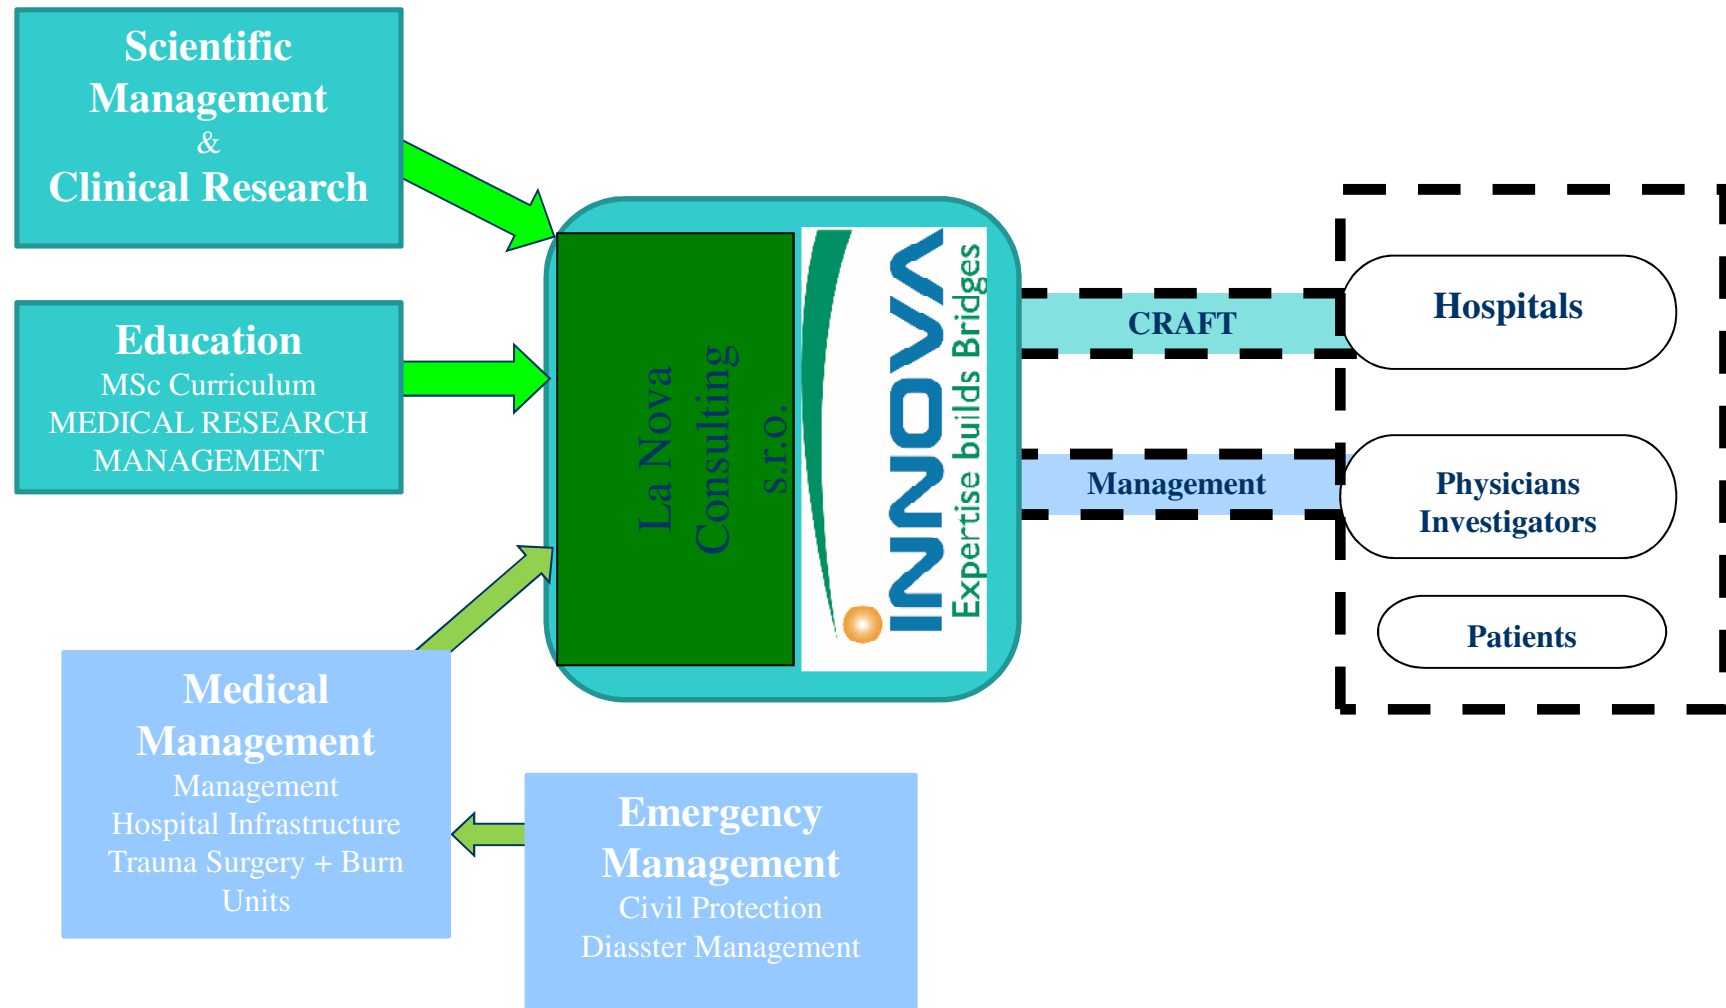 Scientific
Management
&
Clinical Research
Education
MSc Curriculum
MEDICAL RESEARCH
MANAGEMENT
Medical
Management
Management
Hospital Infrastructure
Trauna Surgery + Burn
Units
Emergency
Management
Civil Protection
Diasster Management
La Nova
Consulting
s.r.o.
INNOVA
Expertise builds Bridges
CRAFT
Management
Hospitals
Physicians
Investigators
Patients